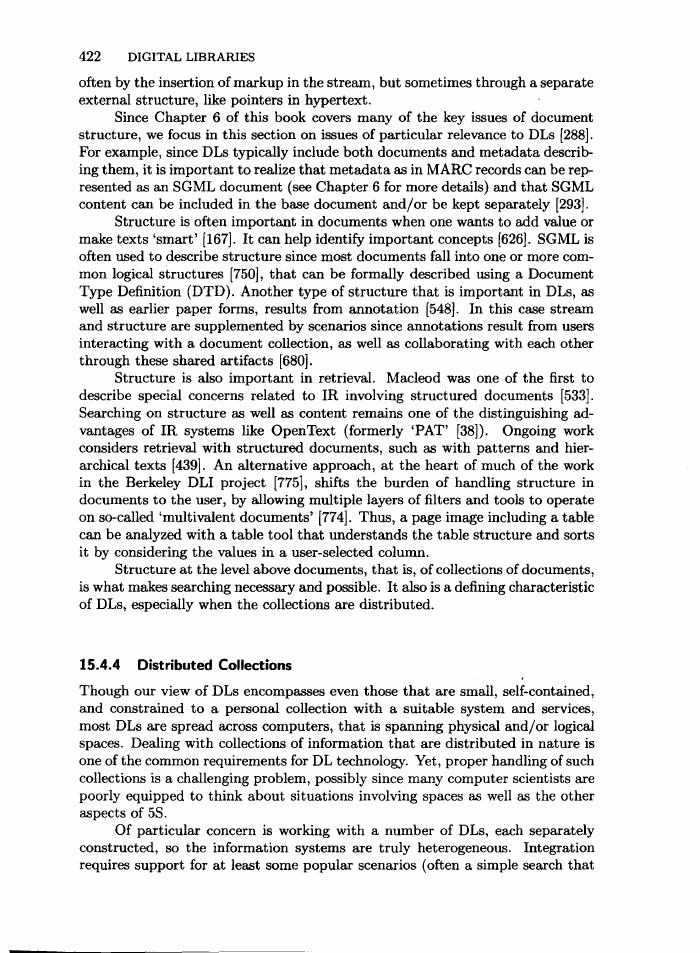 422 DIGITAL LIBRARIES
often by the insertion of markup in the stream, but sometimes through a separate
external structure, like pointers in hypertext.
Since Chapter 6 of this book covers many of the key issues of document
structure, we focus in this section on issues of particular relevance to DLs [288].
For example, since DLs typically include both documents and metadata describ-
ing them, it is important to realize that metadata as in MARC records can be rep-
resented as an SGML document (see Chapter 6 for more details) and that SGML
content can be included in the base document and/or be kept separately [293].
Structure is often important in documents when one wants to add value or
make texts 'smart' [167]. It can help identify important concepts [626]. SGML is
often used to describe structure since most documents fall into one or more com-
mon logical structures [750], that can be formally described using a Document
Type Definition (DTD). Another type of structure that is important in DLs, as
well as earlier paper forms, results from annotation [548]. In this case stream
and structure are supplemented by scenarios since annotations result from users
interacting with a document collection, as well as collaborating with each other
through these shared artifacts [680].
Structure is also important in retrieval. Macleod was one of the first to
describe special concerns related to IR involving structured documents [533].
Searching on structure as well as content remains one of the distinguishing ad-
vantages of IR systems like OpenText (formerly 'PAT' [38]). Ongoing work
considers retrieval with structured documents, such as with patterns and hier-
archical texts [439]. An alternative approach, at the heart of much of the work
in the Berkeley DLI project [775], shifts the burden of handling structure in
documents to the user, by allowing multiple layers of filters and tools to operate
on so-called 'multivalent documents' [774]. Thus, a page image including a table
can be analyzed with a table tool that understands the table structure and sorts
it by considering the values in a user-selected column.
Structure at the level above documents, that is, of collections of documents,
is what makes searching necessary and possible. It also is a defining characteristic
of DLs, especially when the collections are distributed.
15.4.4 Distributed Collections
Though our view of DLs encompasses even those that are small, self-contained,
and constrained to a personal collection with a suitable system and services,
most DLs are spread across computers, that is spanning physical and/or logical
spaces. Dealing with collections of information that are distributed in nature is
one of the common requirements for DL technology. Yet, proper handling of such
collections is a challenging problem, possibly since many computer scientists are
poorly equipped to think about situations involving spaces as well as the other
aspects of 5S.
Of particular concern is working with a number of DLs, each separately
constructed, so the information systems are truly heterogeneous. Integration
requires support for at least some popular scenarios (often a simple search that